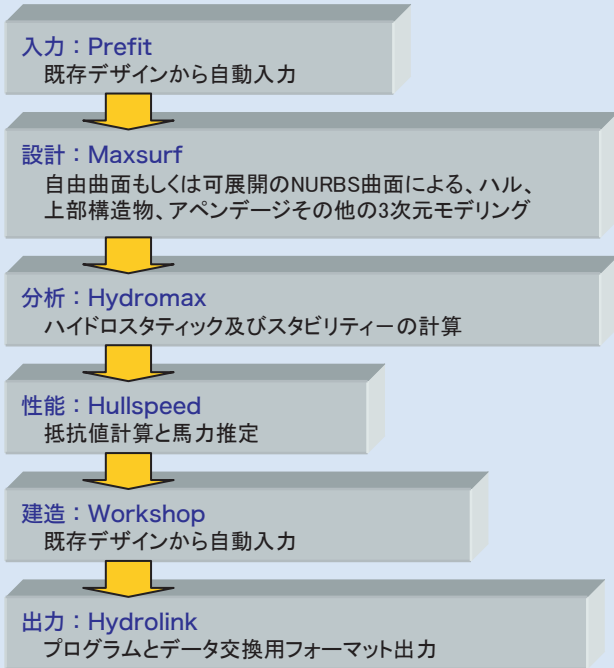 入力：Prefit
既存デザインから自動入力
設計：Maxsurf
自由曲面もしくは可展開のNURBS曲面による、ハル、
上部構造物、アペンデージその他の3次元モデリング
分析：Hydromax
ハイドロスタティック及びスタビリティーの計算
性能：Hullspeed
抵抗値計算と馬力推定
建造：Workshop
既存デザインから自動入力
出力：Hydrolink
プログラムとデータ交換用フォーマット出力